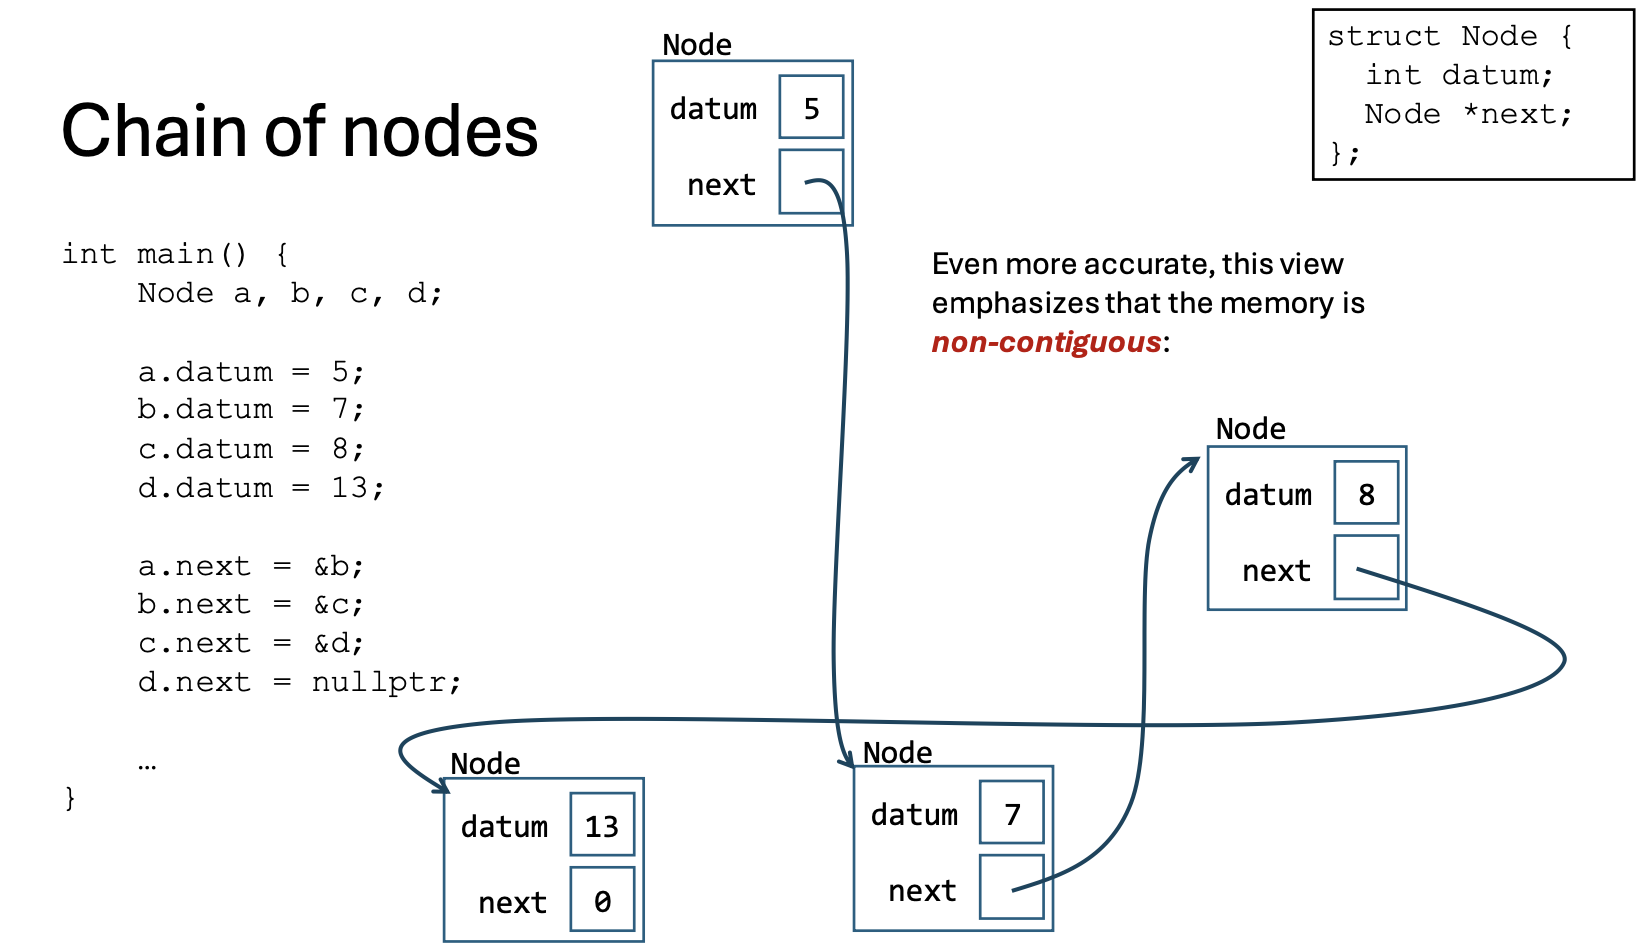 Chain of nodes
int main() {
    Node a, b, c, d;

    a.datum = 5;
    b.datum = 7;
    c.datum = 8;
    d.datum = 13;

    a.next = &b;
    b.next = &c;
    c.next = &d;
    d.next = nullptr;

    …
}
Node
datum 5
next
struct Node {
  int datum;
  Node *next;
};
Even more accurate, this view
emphasizes that the memory is
non-contiguous:
Node
datum 8
next
Node
datum 13
next 0
Node
datum 7
next